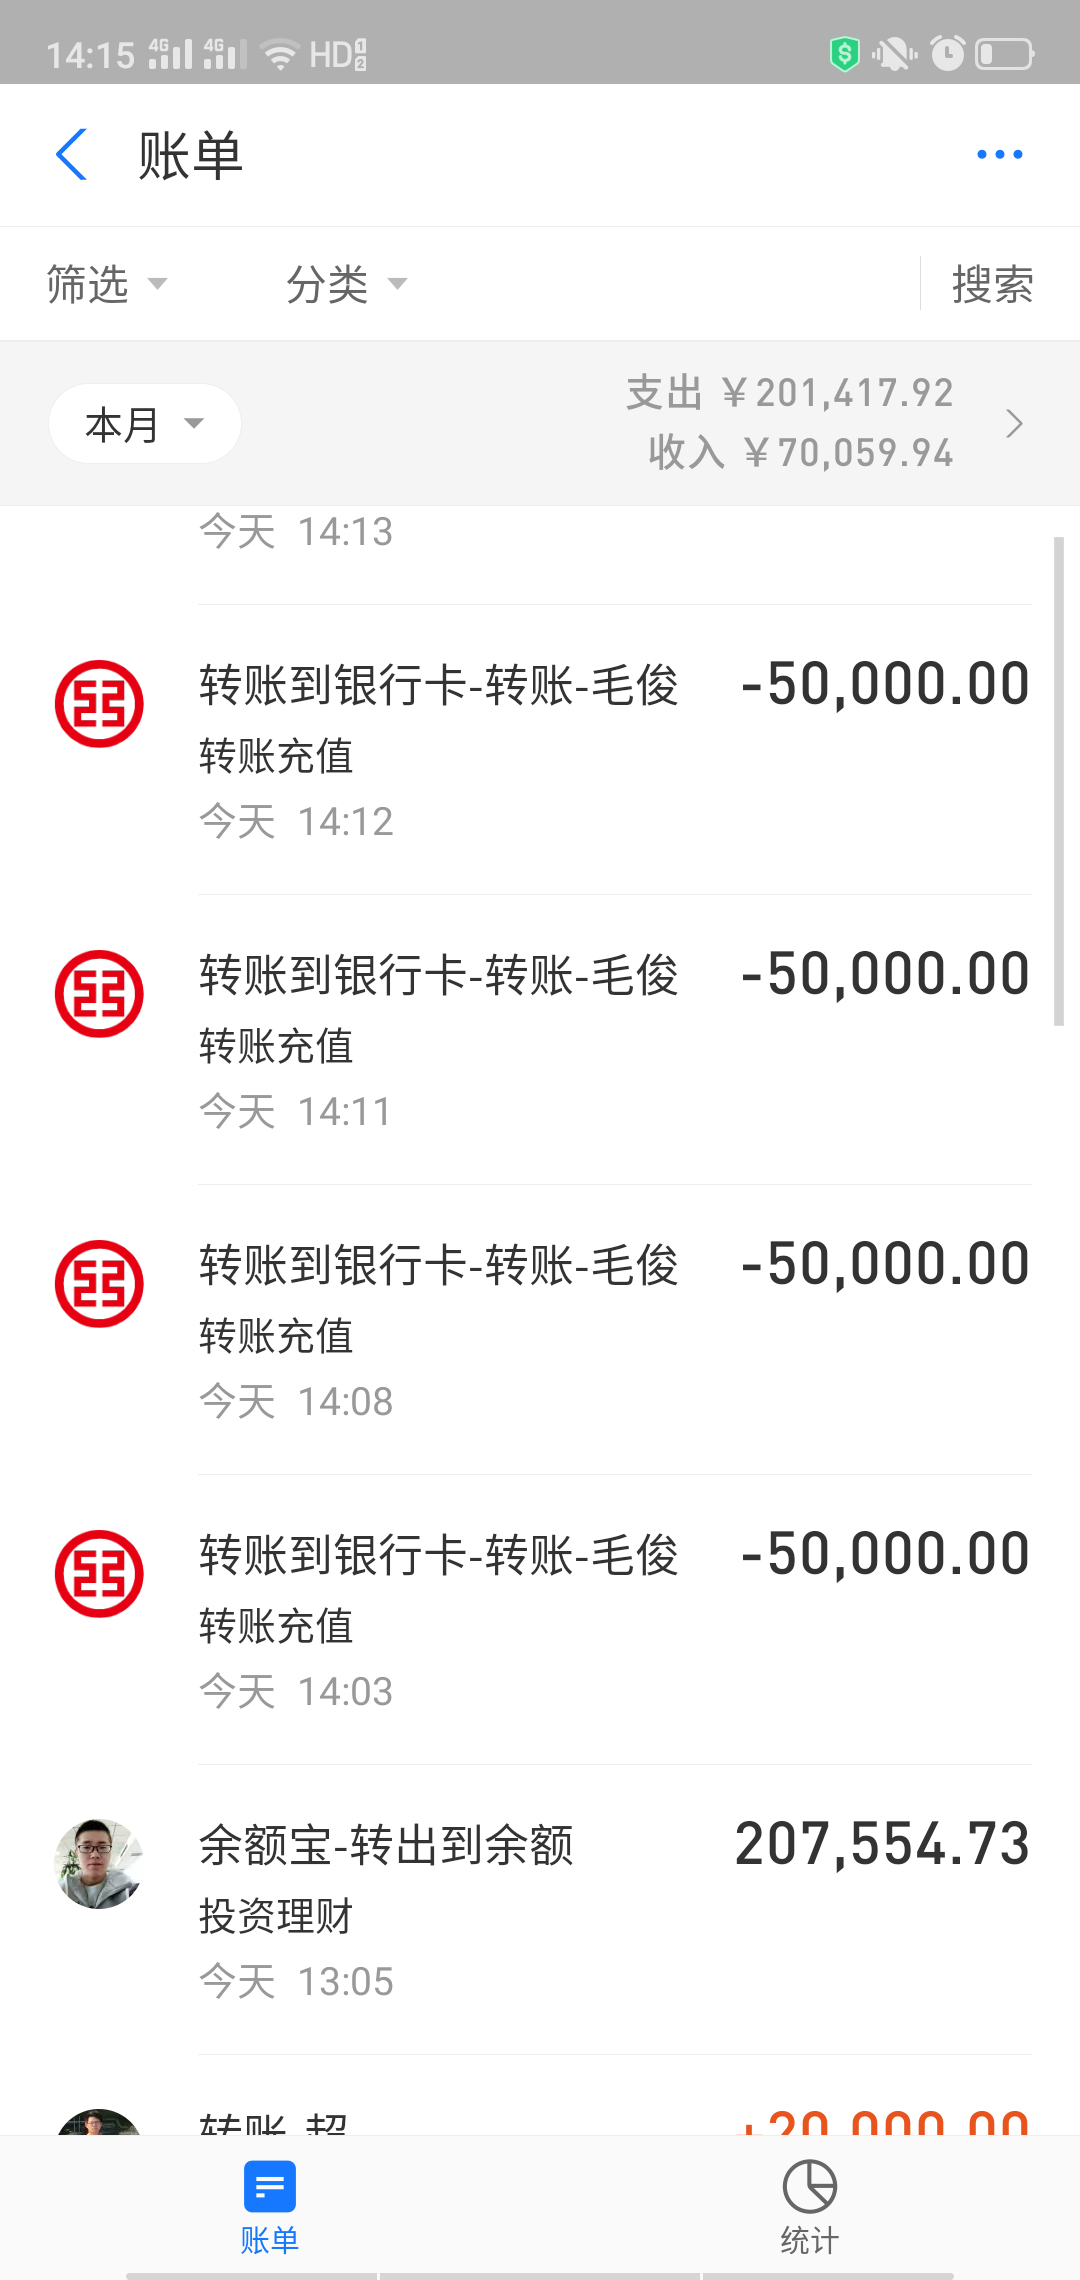 14:15 4G 4G HD 1 2
账单
筛选 分类 搜索
本月 支出 ￥201,417.92
收入 ￥70,059.94
今天 14:13
转账到银行卡-转账-毛俊 -50,000.00
转账充值
今天 14:12
转账到银行卡-转账-毛俊 -50,000.00
转账充值
今天 14:11
转账到银行卡-转账-毛俊 -50,000.00
转账充值
今天 14:08
转账到银行卡-转账-毛俊 -50,000.00
转账充值
今天 14:03
余额宝-转出到余额 207,554.73
投资理财
今天 13:05
转账-超 +20,000.00
账单 统计